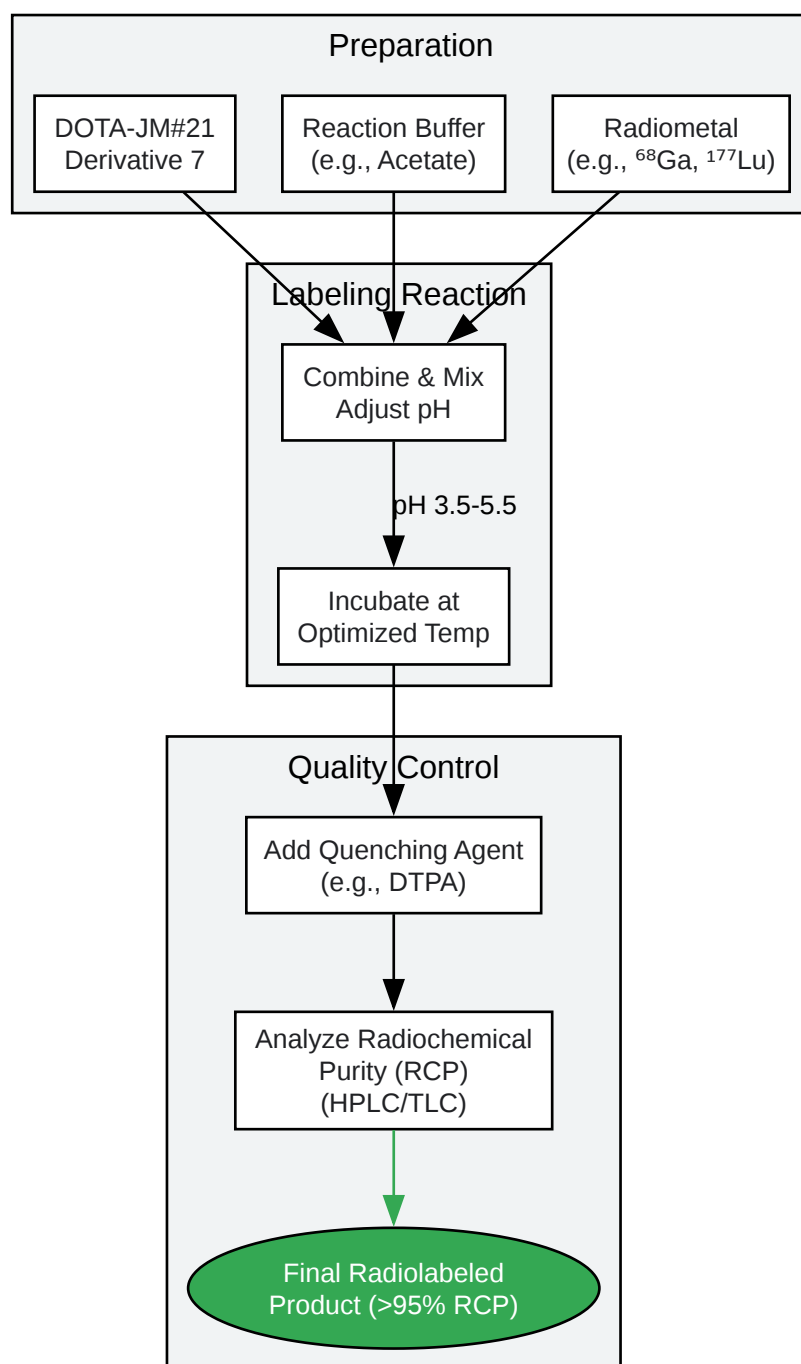 Preparation
DOTA-JM#21
Derivative 7
Reaction Buffer
(e.g., Acetate)
Radiometal
(e.g., ⁶⁸Ga, ¹⁷⁷Lu)
Labeling Reaction
Combine & Mix
Adjust pH
pH 3.5-5.5
Incubate at
Optimized Temp
Quality Control
Add Quenching Agent
(e.g., DTPA)
Analyze Radiochemical
Purity (RCP)
(HPLC/TLC)
Final Radiolabeled
Product (>95% RCP)